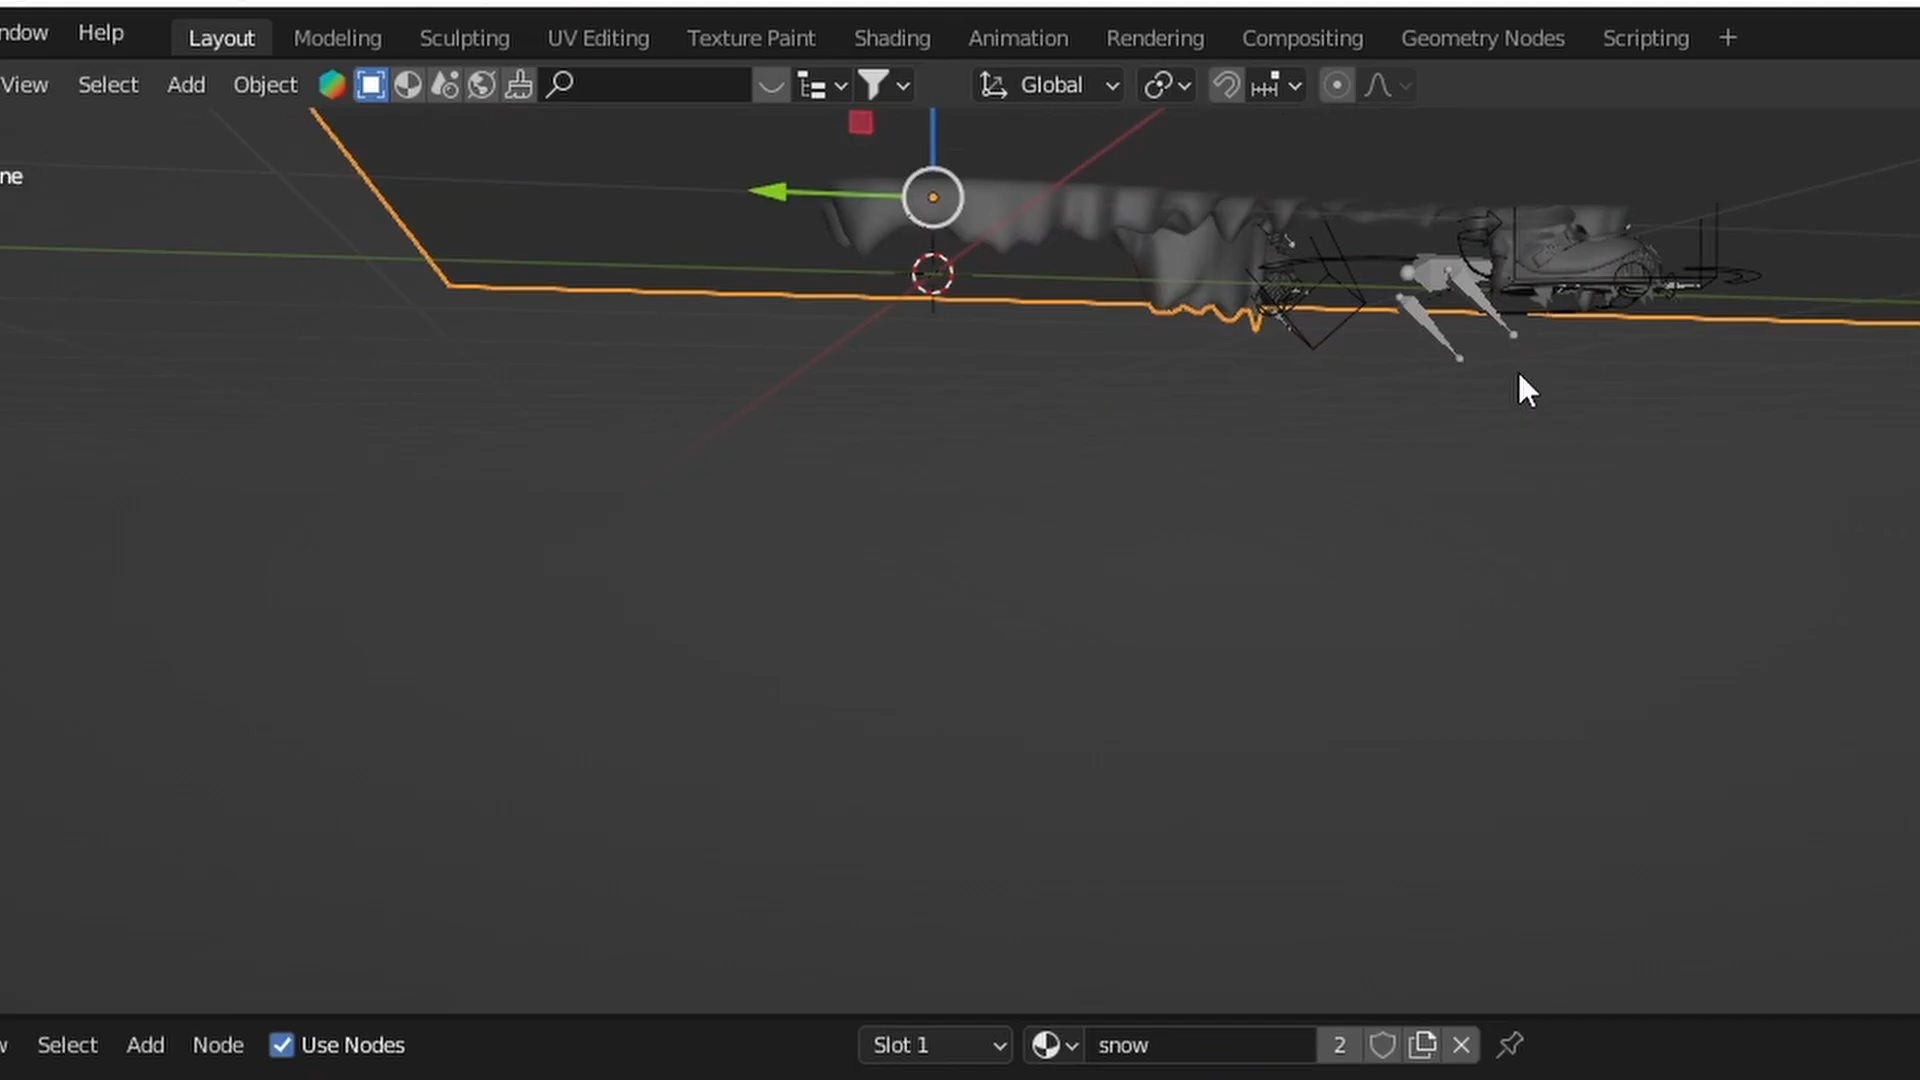 ndow Help Layout Modeling Sculpting UV Editing Texture Paint Shading Animation Rendering Compositing Geometry Nodes Scripting +
View Select Add Object Global
ne
Select Add Node Use Nodes Slot 1 snow 2